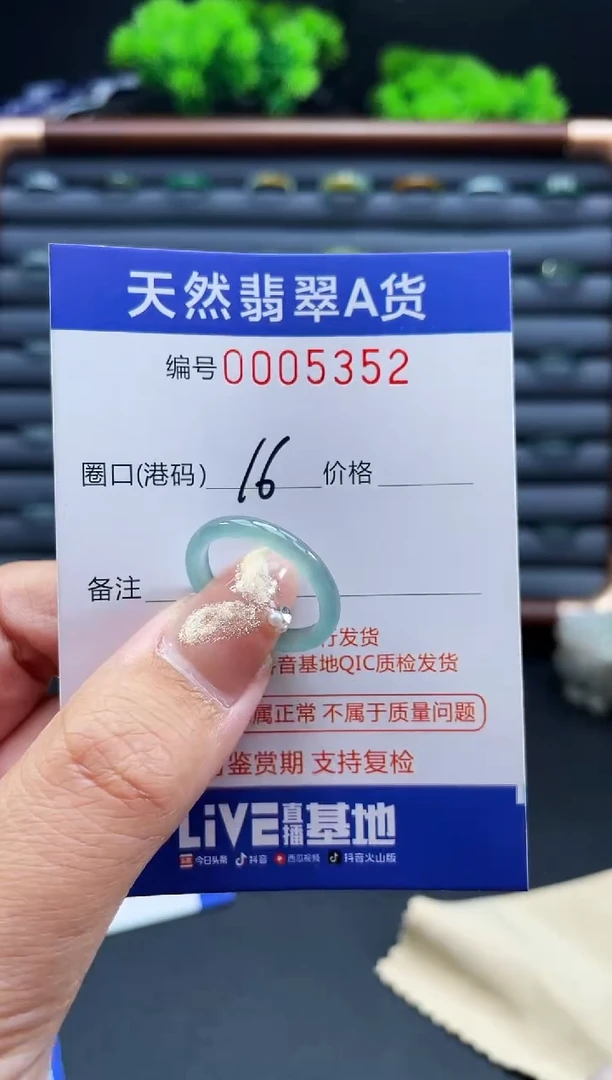 天然翡翠A货
编号0005352
圈口(港码) 16 价格
备注
行发货
音基地QIC质检发货
属正常 不属于质量问题
鉴赏期 支持复检
LiVE直播基地
今日头条 抖音 西瓜视频 抖音火山版